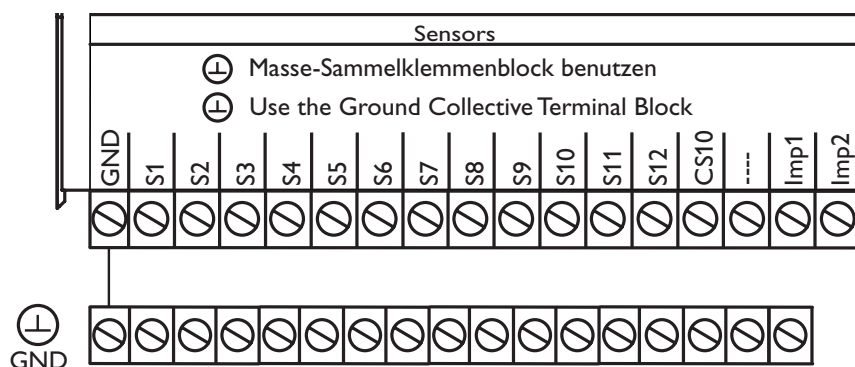 Sensors
Masse-Sammelklemmenblock benutzen
Use the Ground Collective Terminal Block
GND S1 S2 S3 S4 S5 S6 S7 S8 S9 S10 S11 S12 CS10 ---- Imp1 Imp2
GND